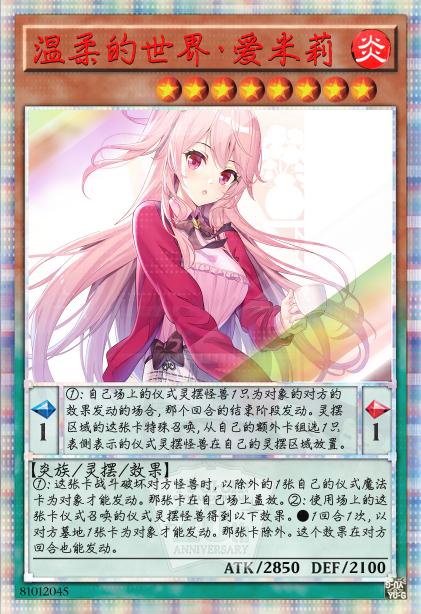 温柔的世界·爱米莉
炎
①:自己场上的仪式灵摆怪兽1只为对象的对方的
效果发动的场合,那个回合的结束阶段发动。灵摆
区域的这张卡特殊召唤,从自己的额外卡组选1只
表侧表示的仪式灵摆怪兽在自己的灵摆区域放置。
1
1
【炎族/灵摆/效果】
①:这张卡战斗破坏对方怪兽时,以除外的1张自己的仪式魔法
卡为对象才能发动。那张卡在自己场上盖放。②:使用场上的这
张卡仪式召唤的仪式灵摆怪兽得到以下效果。●1回合1次,以
对方墓地1张卡为对象才能发动。那张卡除外。这个效果在对方
回合也能发动。
ANNIVERSARY
ATK/2850 DEF/2100
81012045